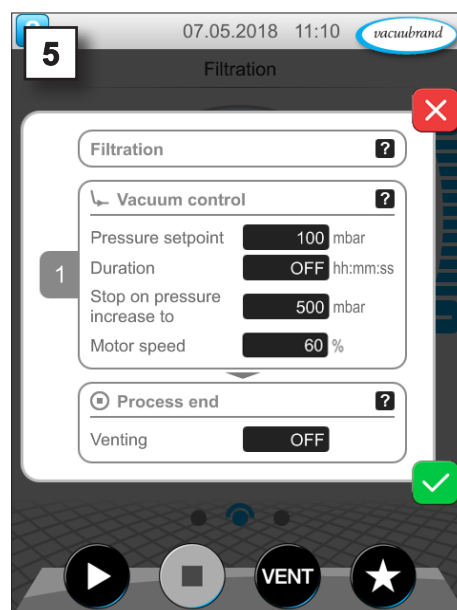 5
07.05.2018 11:10 vacuubrand
Filtration
Filtration ?
Vacuum control ?
1
Pressure setpoint 100 mbar
Duration OFF hh:mm:ss
Stop on pressure
increase to 500 mbar
Motor speed 60 %
Process end ?
Venting OFF
VENT